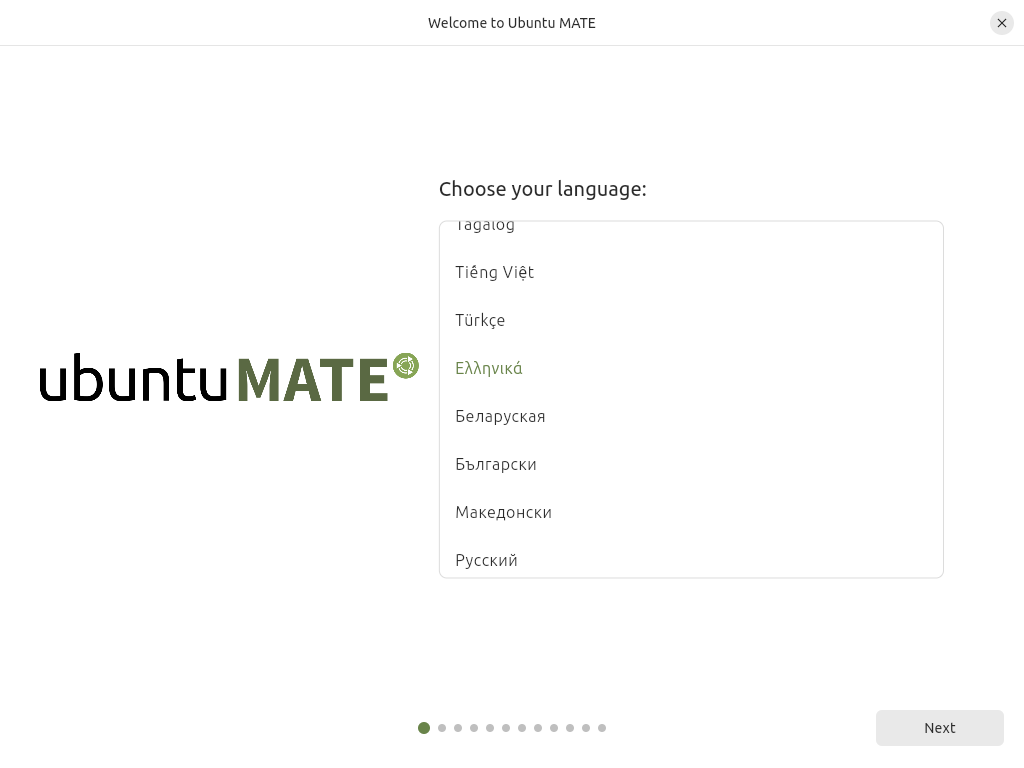 Welcome to Ubuntu MATE
Choose your language:
Tagalog
Tiếng Việt
Türkçe
Ελληνικά
Беларуская
Български
Македонски
Русский
ubuntu MATE
Next